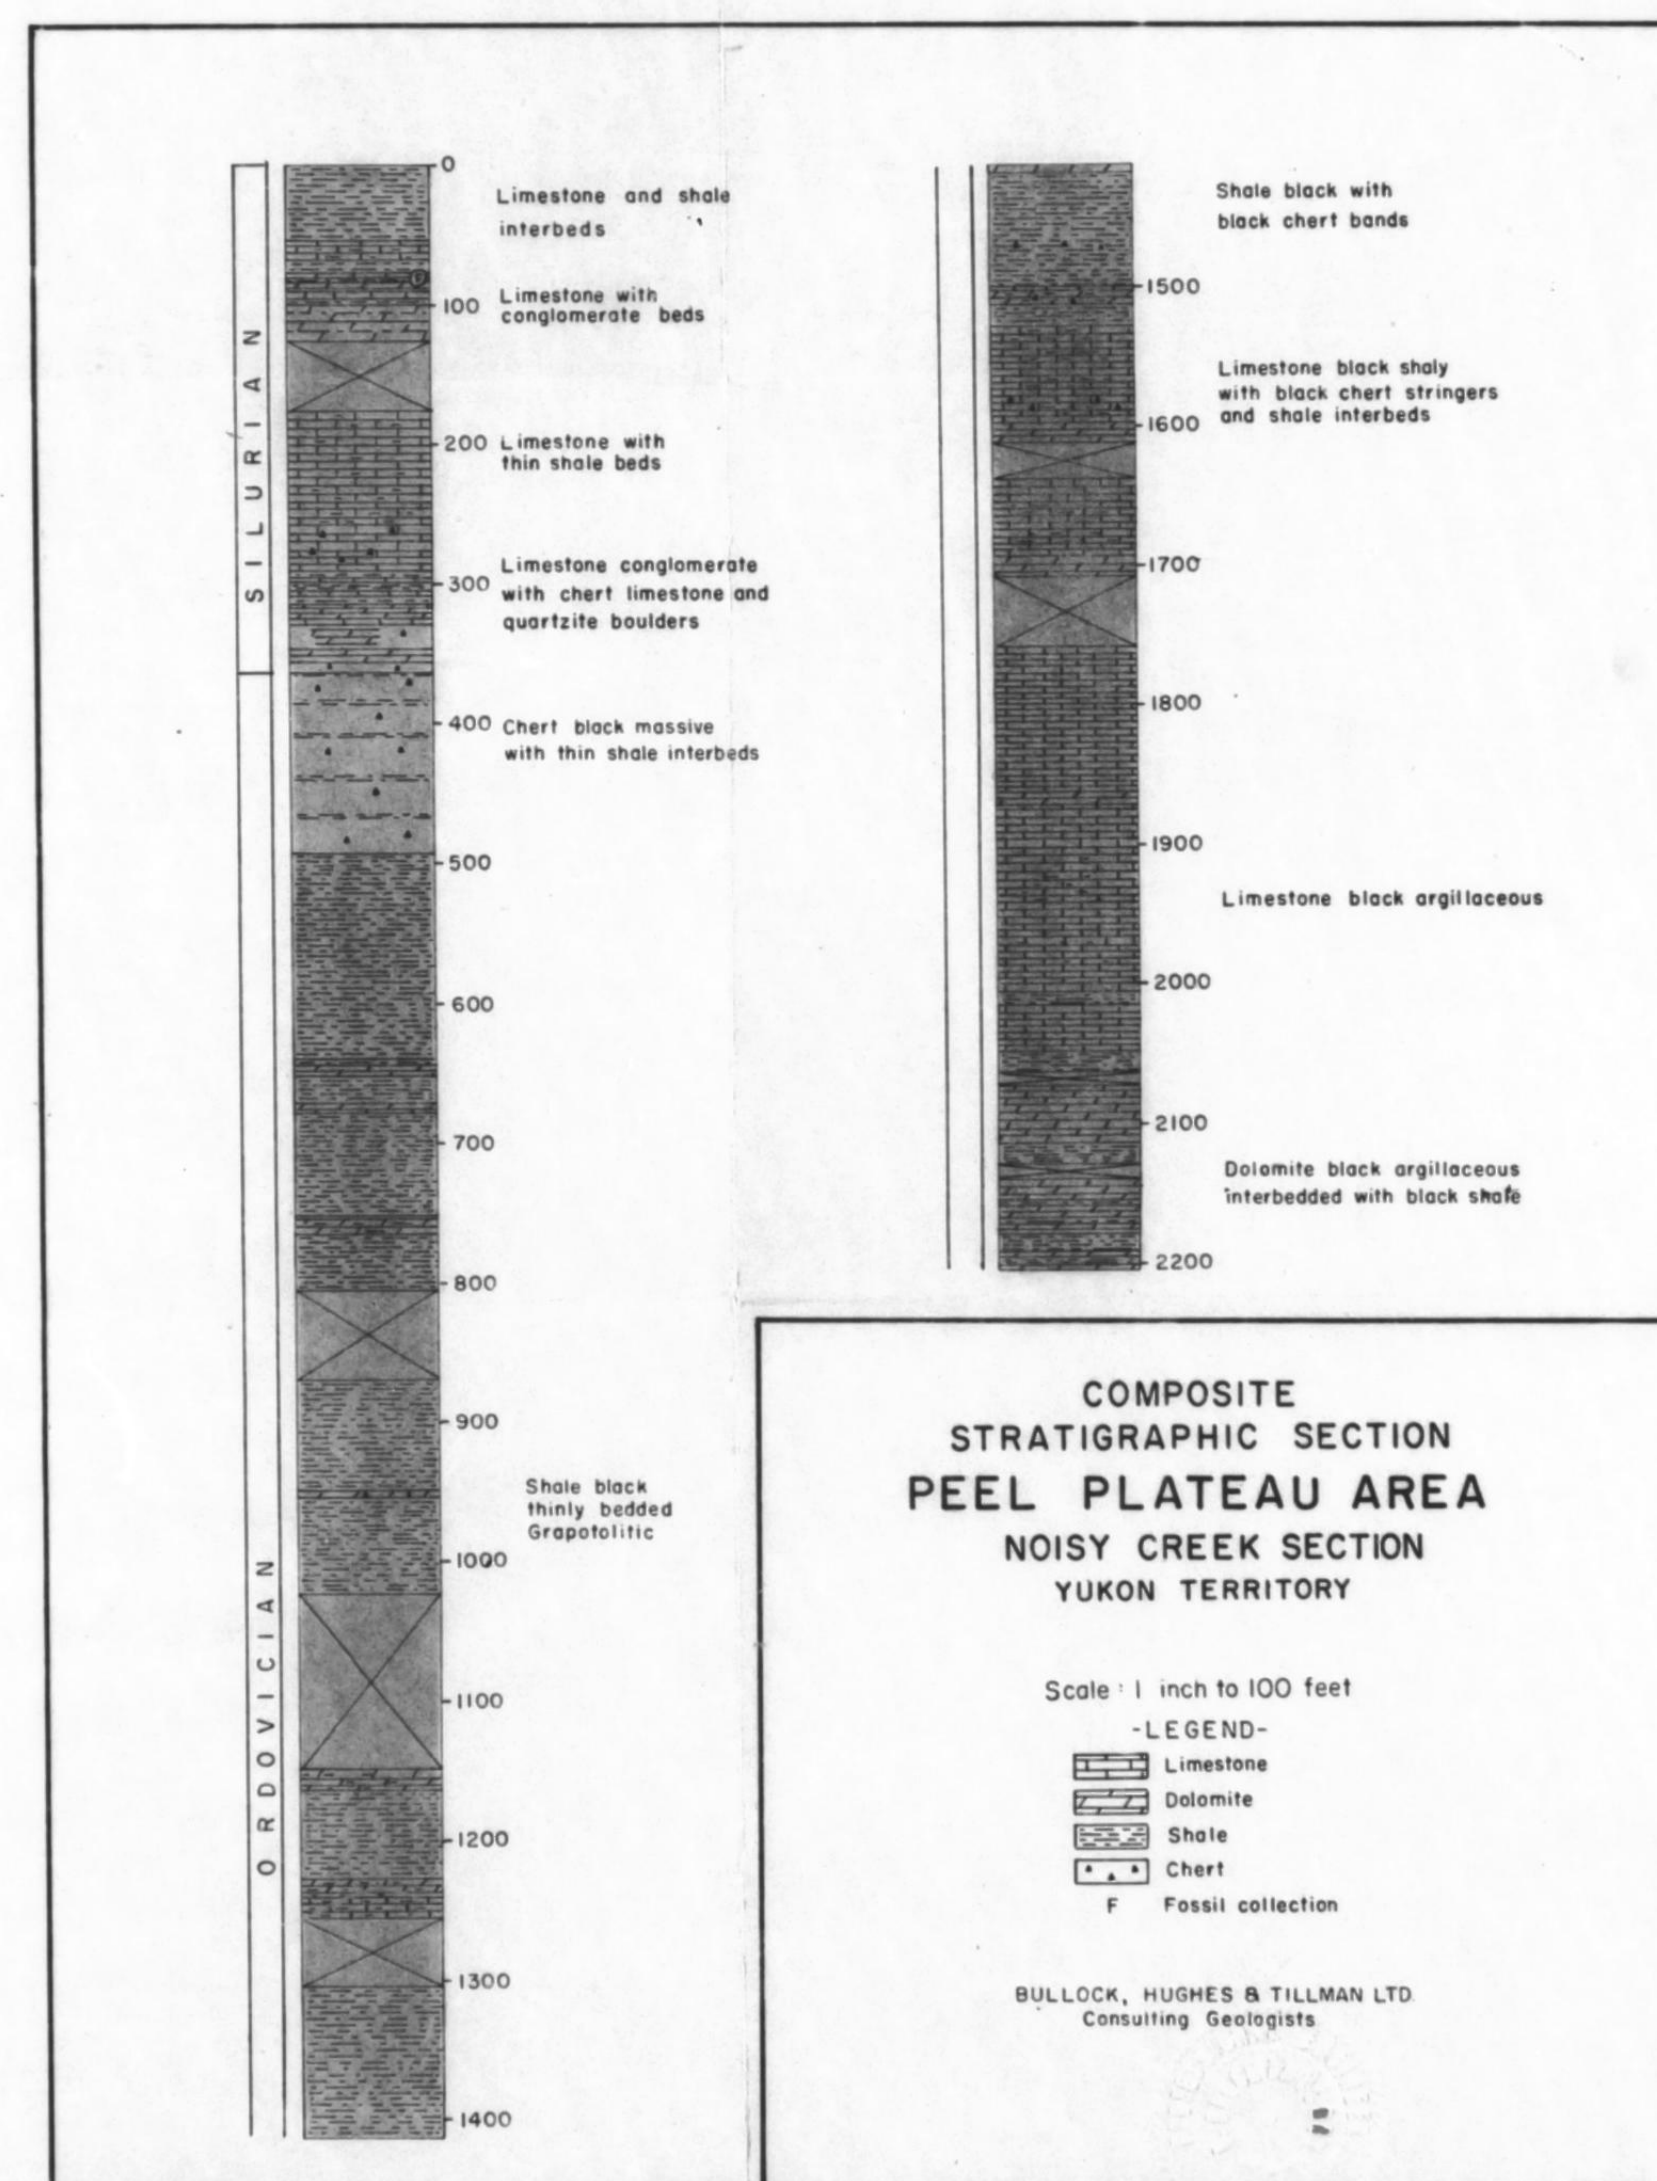 0
Limestone and shale
interbeds
F
100
Limestone with
conglomerate beds
SILURIAN
200
Limestone with
thin shale beds
300
Limestone conglomerate
with chert limestone and
quartzite boulders
400
Chert black massive
with thin shale interbeds
500
600
700
800
900
Shale black
thinly bedded
Grapotolitic
1000
ORDOVICIAN
1100
1200
1300
1400
Shale black with
black chert bands
1500
Limestone black shaly
with black chert stringers
and shale interbeds
1600
1700
1800
1900
Limestone black argillaceous
2000
2100
Dolomite black argillaceous
interbedded with black shale
2200
COMPOSITE
STRATIGRAPHIC SECTION
PEEL PLATEAU AREA
NOISY CREEK SECTION
YUKON TERRITORY
Scale : 1 inch to 100 feet
-LEGEND-
Limestone
Dolomite
Shale
Chert
F Fossil collection
BULLOCK, HUGHES & TILLMAN LTD.
Consulting Geologists